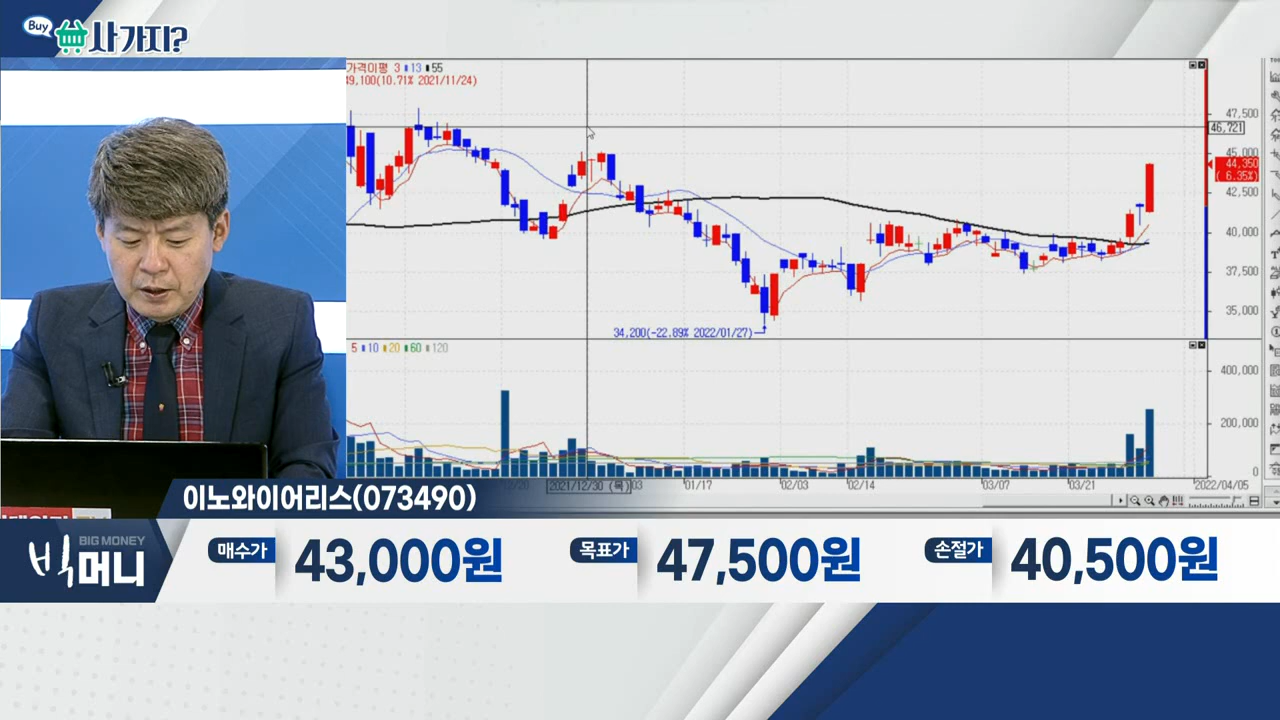 Buy
사가지?
가격이평 3 13 55
49,100(10.71% 2021/11/24)
47,500
46,721
45,000
44,350
( 6.35%)
42,500
40,000
37,500
35,000
34,200(-22.89% 2022/01/27)
5 10 20 60 120
400,000
200,000
0
2021/12/30 (목) 03 01/17 02/03 02/14 03/07 03/21 2022/04/05
이노와이어리스(073490)
BIG MONEY
빅머니
매수가 43,000원 목표가 47,500원 손절가 40,500원